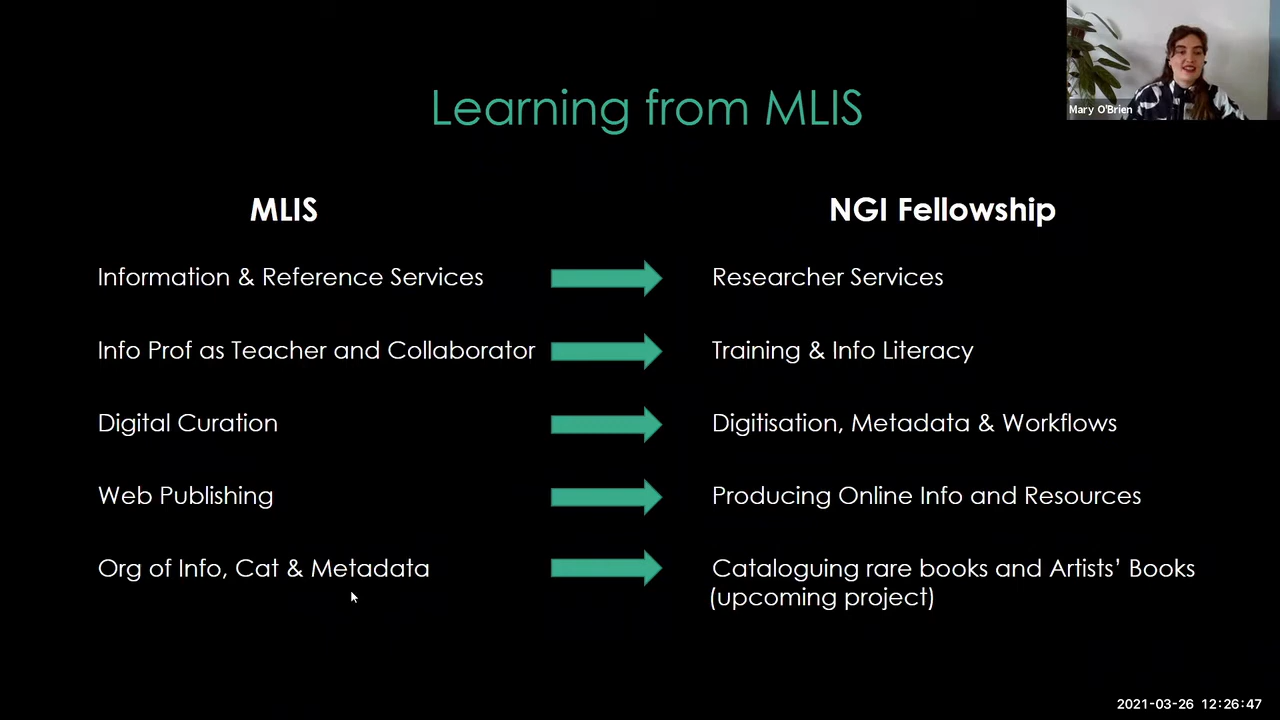 Mary O'Brien
Learning from MLIS
MLIS
NGI Fellowship
Information & Reference Services
Researcher Services
Info Prof as Teacher and Collaborator
Training & Info Literacy
Digital Curation
Digitisation, Metadata & Workflows
Web Publishing
Producing Online Info and Resources
Org of Info, Cat & Metadata
Cataloguing rare books and Artists’ Books
(upcoming project)
2021-03-26 12:26:47